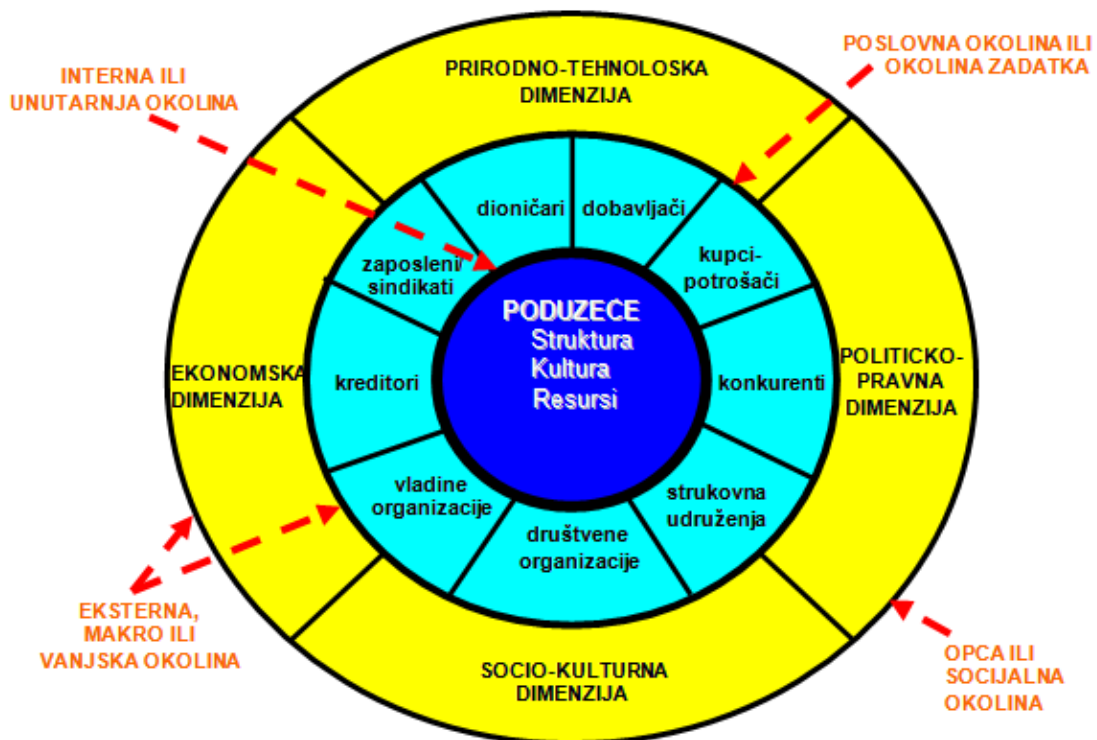 INTERNA ILI
UNUTARNJA OKOLINA
PRIRODNO-TEHNOLOSKA
DIMENZIJA
POSLOVNA OKOLINA ILI
OKOLINA ZADATKA
dioničari
dobavljači
zaposleni/
sindikati
kupci-
potrošači
PODUZEĆE
Struktura
Kultura
Resursi
EKONOMSKA
DIMENZIJA
kreditori
konkurenti
POLITICKO-
PRAVNA
DIMENZIJA
vladine
organizacije
strukovna
udruženja
društvene
organizacije
EKSTERNA,
MAKRO ILI
VANJSKA OKOLINA
SOCIO-KULTURNA
DIMENZIJA
OPCA ILI
SOCIJALNA
OKOLINA